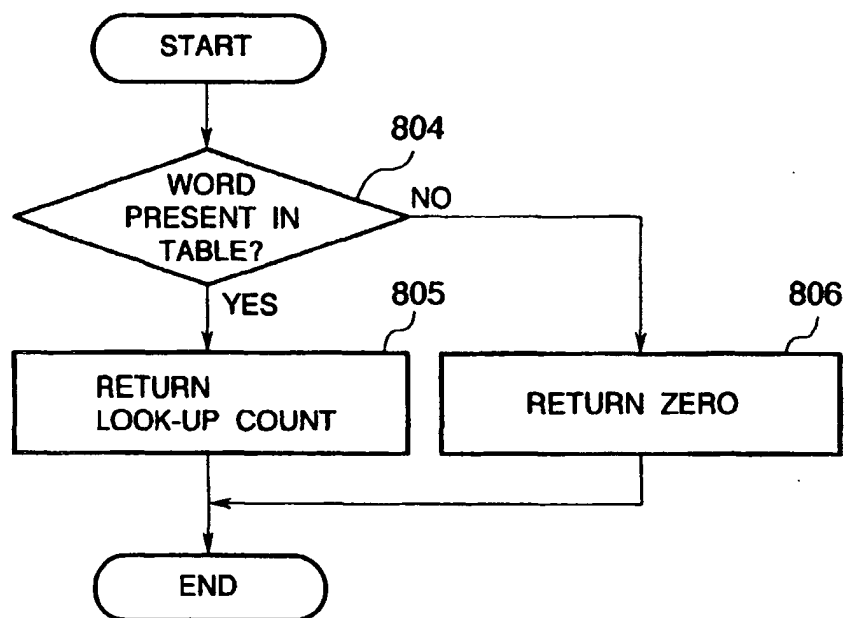 START
804
WORD
PRESENT IN
TABLE?
NO
YES
805
806
RETURN
LOOK-UP COUNT
RETURN ZERO
END